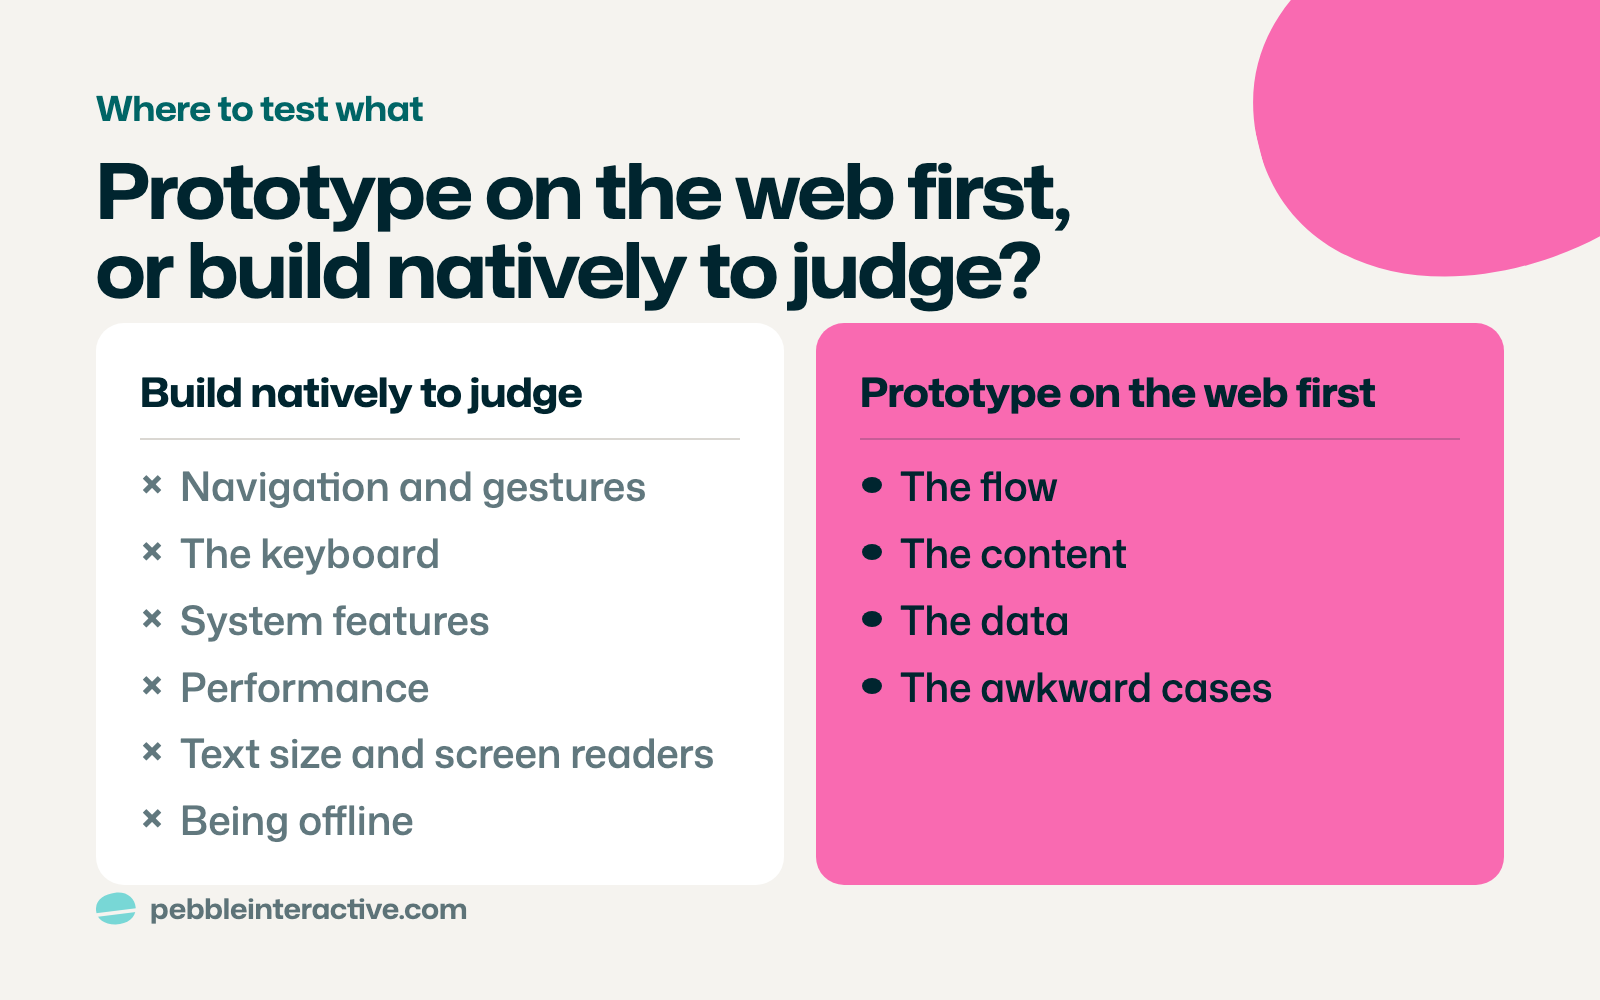 Where to test what
Prototype on the web first,
or build natively to judge?
Build natively to judge
× Navigation and gestures
× The keyboard
× System features
× Performance
× Text size and screen readers
× Being offline
Prototype on the web first
● The flow
● The content
● The data
● The awkward cases
pebbleinteractive.com